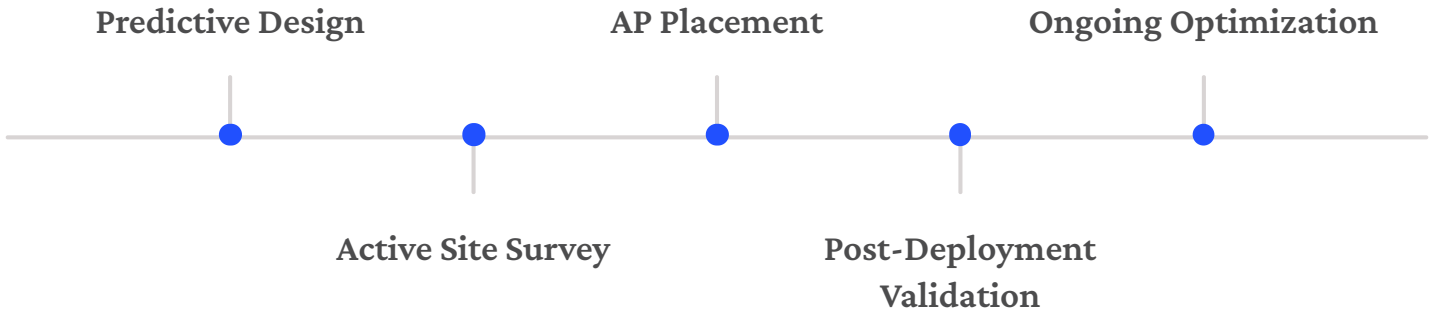 Predictive Design
AP Placement
Ongoing Optimization
Active Site Survey
Post-Deployment
Validation